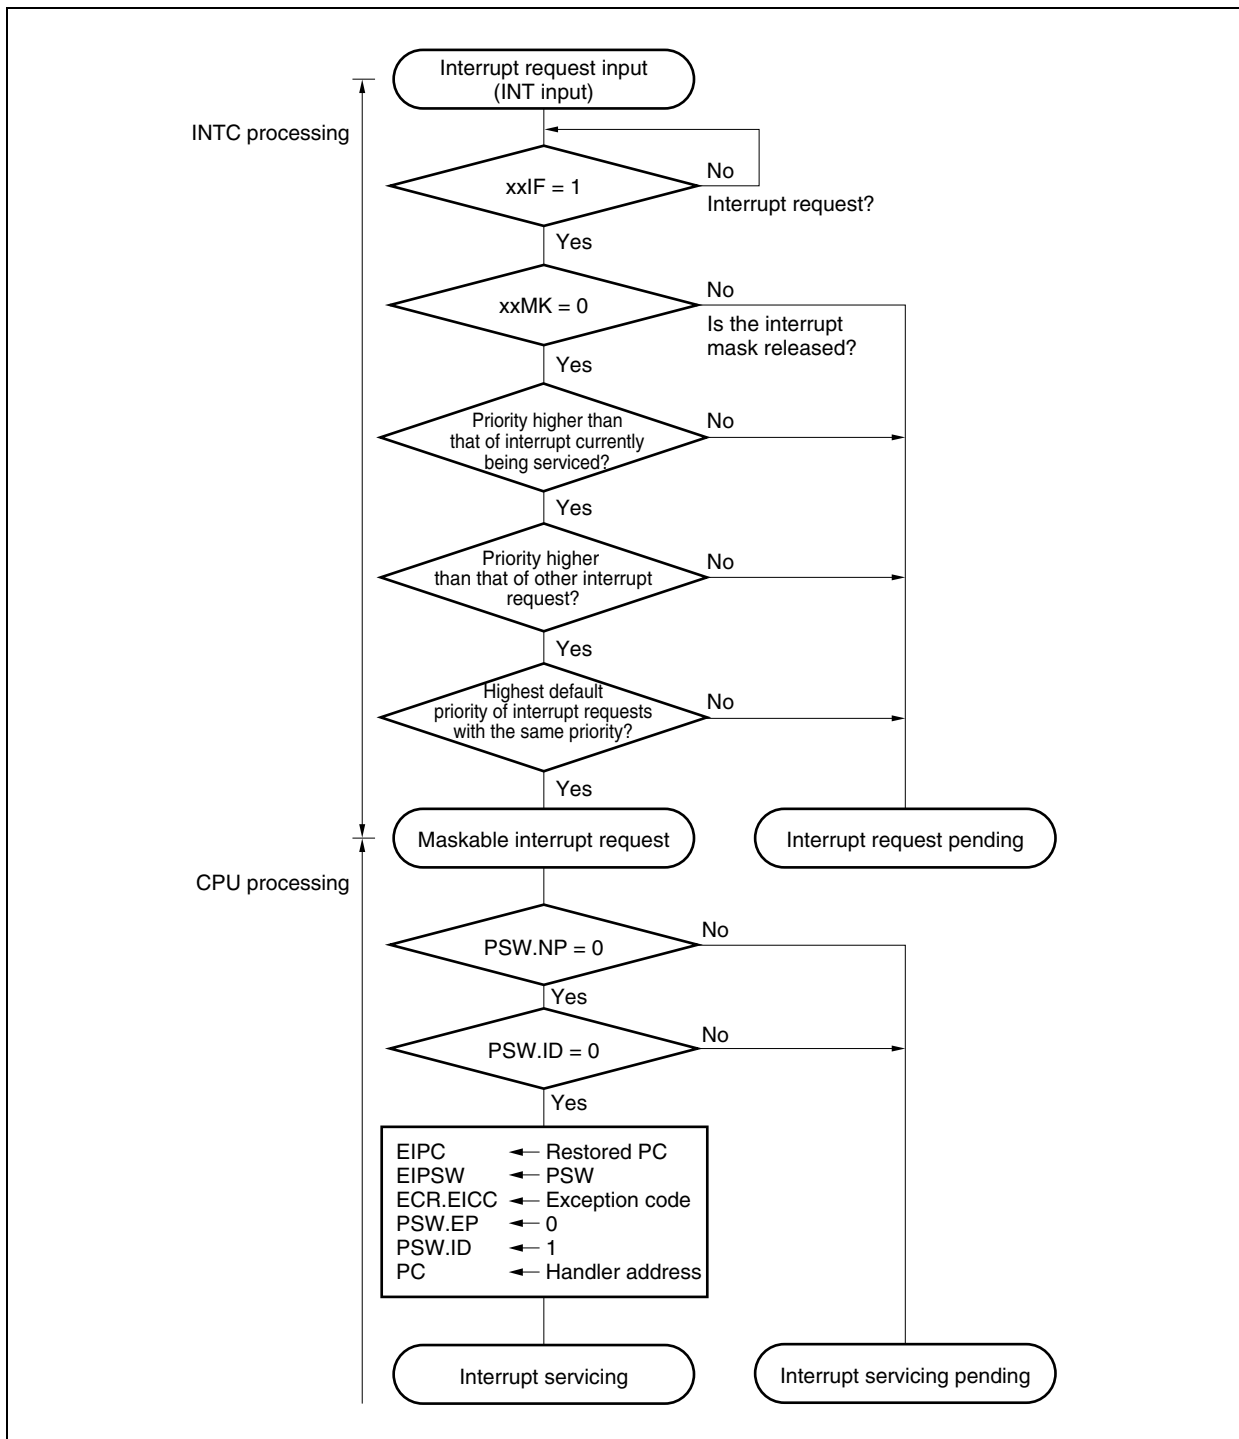 Interrupt request input
(INT input)
INTC processing
xxIF = 1
No
Interrupt request?
Yes
xxMK = 0
No
Is the interrupt
mask released?
Yes
Priority higher than
that of interrupt currently
being serviced?
No
Yes
Priority higher
than that of other interrupt
request?
No
Yes
Highest default
priority of interrupt requests
with the same priority?
No
Yes
Maskable interrupt request
Interrupt request pending
CPU processing
PSW.NP = 0
No
Yes
PSW.ID = 0
No
Yes
EIPC ← Restored PC
EIPSW ← PSW
ECR.EICC ← Exception code
PSW.EP ← 0
PSW.ID ← 1
PC ← Handler address
Interrupt servicing
Interrupt servicing pending